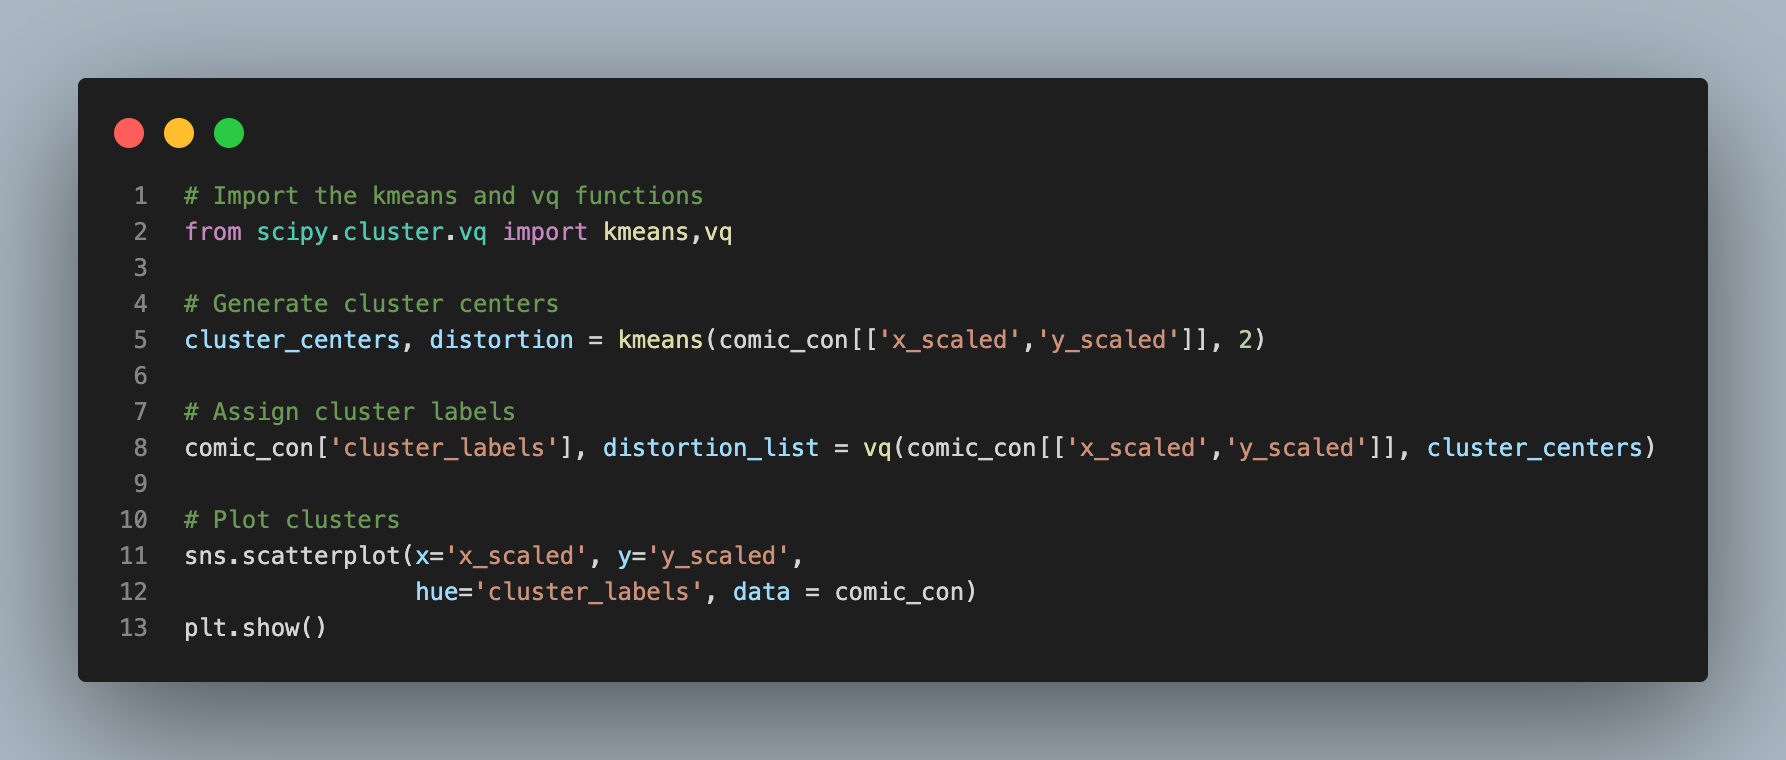 1 # Import the kmeans and vq functions
2 from scipy.cluster.vq import kmeans,vq
3
4 # Generate cluster centers
5 cluster_centers, distortion = kmeans(comic_con[['x_scaled','y_scaled']], 2)
6
7 # Assign cluster labels
8 comic_con['cluster_labels'], distortion_list = vq(comic_con[['x_scaled','y_scaled']], cluster_centers)
9
10 # Plot clusters
11 sns.scatterplot(x='x_scaled', y='y_scaled',
12                 hue='cluster_labels', data = comic_con)
13 plt.show()